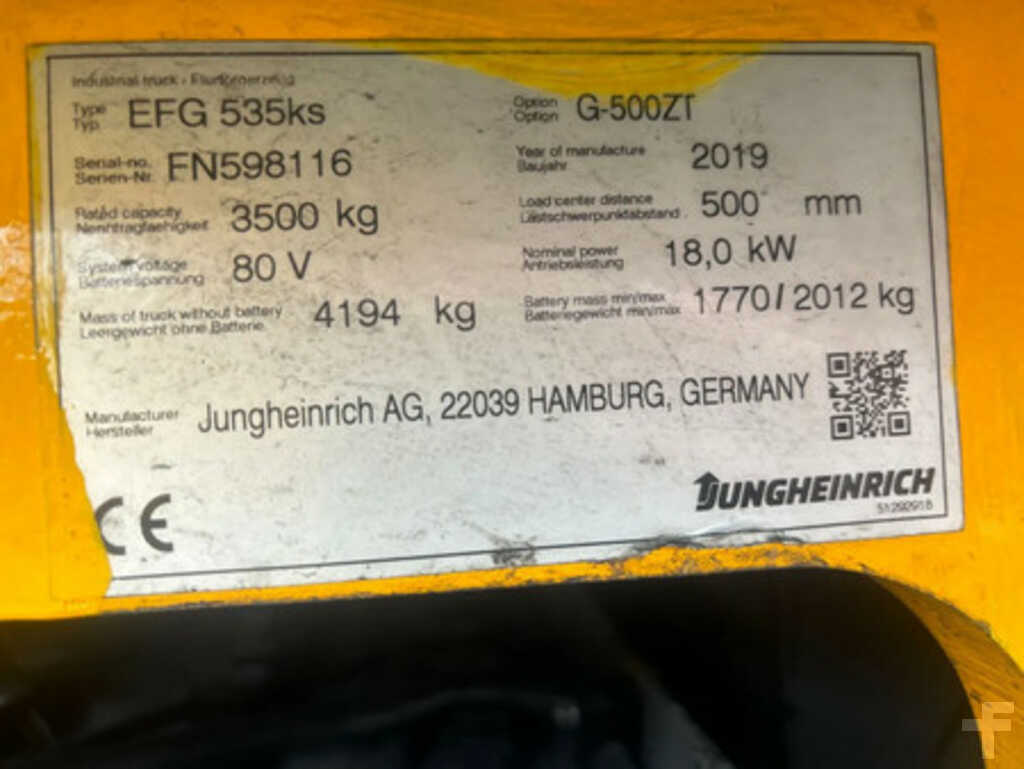 Industrial truck - Flurförderzeug
Type EFG 535ks Option G-500ZT
Typ. Option
Serial-no. FN598116 Year of manufacture 2019
Serien-Nr. Baujahr
Rated capacity 3500 kg Load center distance 500 mm
Nenntragfaehigkeit Lastschwerpunktabstand
System voltage 80 V Nominal power 18,0 kW
Batteriespannung Antriebsleistung
Mass of truck without battery 4194 kg Battery mass min/max 1770/2012 kg
Leergewicht ohne Batterie Batteriegewicht min/max
Manufacturer Jungheinrich AG, 22039 HAMBURG, GERMANY
Hersteller
JUNGHEINRICH
51292918
CE